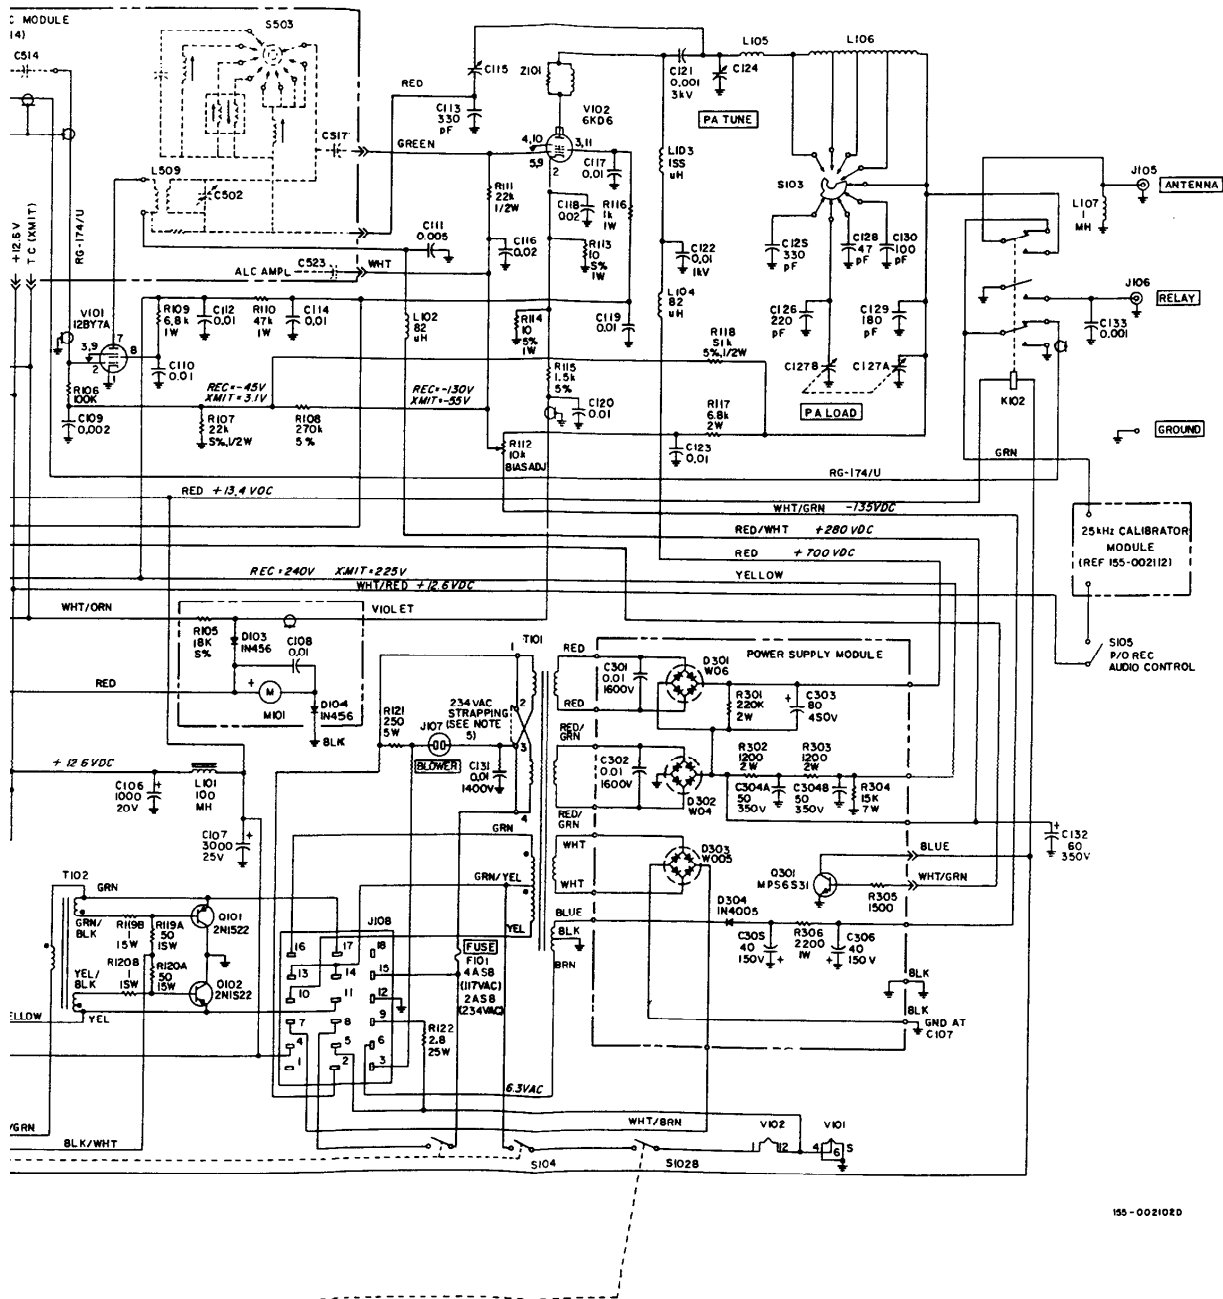 C MODULE
14)
C514
S503
L509
C502
C517
RED
GREEN
ALC AMPL
C523
WHT
+12.6V
TC (XMIT)
RG-174/U
V101
12BY7A
3,9
2
7
8
1
R106
100K
C109
0,002
R109
6,8k
1W
C112
0,01
R110
47k
1W
C114
0,01
C110
0.01
R107
22k
5%,1/2W
REC=-45V
XMIT=3.1V
R108
270k
5%
REC=-130V
XMIT=-55V
C111
0.005
L102
82
uH
C115
C113
330
pF
Z101
V102
6KD6
4,10
5,9
3,11
2
R111
22k
1/2W
C116
0,02
C117
0.01
C118
0.02
R116
1k
1W
R113
10
5%
1W
R114
10
5%
1W
C119
0,01
R115
1.5k
5%
C120
0.01
R112
10k
BIAS ADJ
C121
0.001
3kV
C124
PA TUNE
L105
L106
L103
155
uH
C122
0,01
1kV
L104
82
uH
R118
51k
5%,1/2W
R117
6.8k
2W
C123
0.01
S103
C125
330
pF
C128
47
pF
C130
100
pF
C126
220
pF
C129
180
pF
C127B
C127A
PA LOAD
L107
1
MH
J105
ANTENNA
J106
RELAY
C133
0.001
K102
GROUND
GRN
RG-174/U
RED +13.4 VDC
WHT/GRN -135VDC
RED/WHT +280 VDC
RED +700 VDC
YELLOW
REC=240V XMIT=225V
WHT/RED +12.6VDC
25kHz CALIBRATOR
MODULE
(REF 155-002112)
S105
P/O REC
AUDIO CONTROL
WHT/ORN
VIOLET
R105
18K
5%
D103
1N456
C108
0.01
RED
+
M
M101
D104
1N456
BLK
+12.6VDC
C106
1000
20V
L101
100
MH
C107
3000
25V
T101
1
2
3
4
234 VAC
STRAPPING
(SEE NOTE
5)
R121
250
5W
J107
BLOWER
C131
0,01
1400V
RED
RED
RED/
GRN
RED/
GRN
WHT
WHT
BLUE
BLK
BRN
GRN
GRN/YEL
YEL
POWER SUPPLY MODULE
C301
0.01
1600V
D301
W06
R301
220K
2W
C303
80
450V
C302
0.01
1600V
D302
W04
R302
1200
2W
R303
1200
2W
C304A
50
350V
C304B
50
350V
R304
15K
7W
D303
W005
Q301
MPS6531
BLUE
WHT/GRN
R305
1500
C132
60
350V
D304
1N4005
C305
40
150V
R306
2200
1W
C306
40
150V
BLK
BLK
GND AT
C107
T102
GRN
GRN/
BLK
YEL/
BLK
YEL
R119B
1
15W
R119A
50
15W
R120B
1
15W
R120A
50
15W
Q101
2N1522
Q102
2N1522
ELLOW
J108
16
17
18
13
14
15
10
11
12
7
8
9
4
5
6
1
2
3
FUSE
F101
4ASB
(117VAC)
2ASB
(234VAC)
R122
2.8
25W
6.3VAC
WHT/BRN
/GRN
BLK/WHT
S104
S102B
V102
1
12
V101
4
6
5
155-002102D